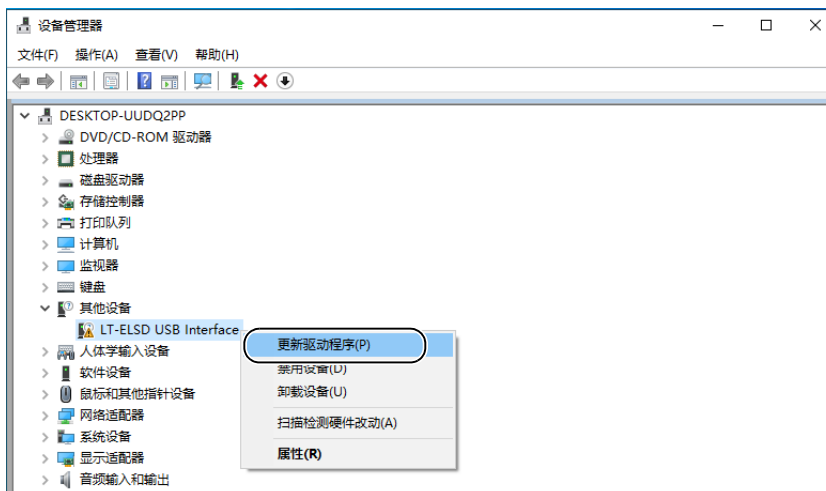 设备管理器
文件(F) 操作(A) 查看(V) 帮助(H)
DESKTOP-UUDQ2PP
DVD/CD-ROM 驱动器
处理器
磁盘驱动器
存储控制器
打印队列
计算机
监视器
键盘
其他设备
LT-ELSD USB Interface
更新驱动程序(P)
人体学输入设备
禁用设备(D)
软件设备
卸载设备(U)
鼠标和其他指针设备
网络适配器
扫描检测硬件改动(A)
系统设备
属性(R)
显示适配器
音频输入和输出